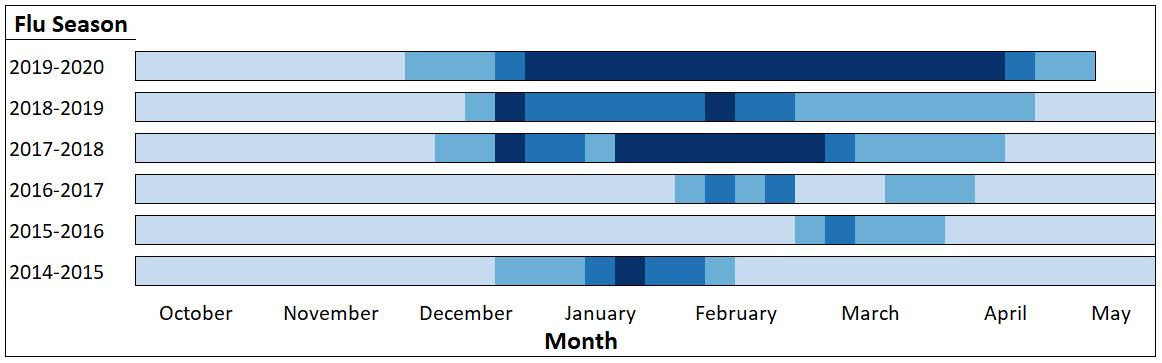 Flu Season
2019-2020
2018-2019
2017-2018
2016-2017
2015-2016
2014-2015
October November December January February March April May
Month